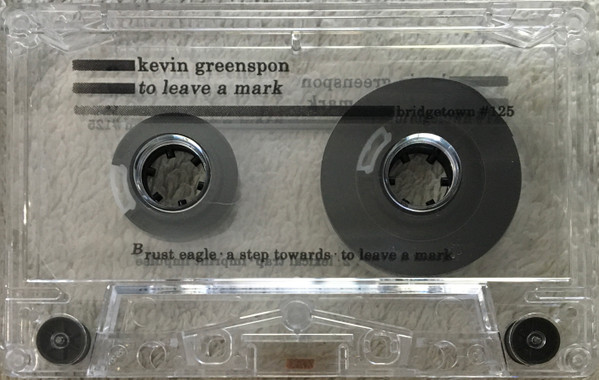 kevin greenspon
to leave a mark
bridgetown #125
B rust eagle · a step towards · to leave a mark